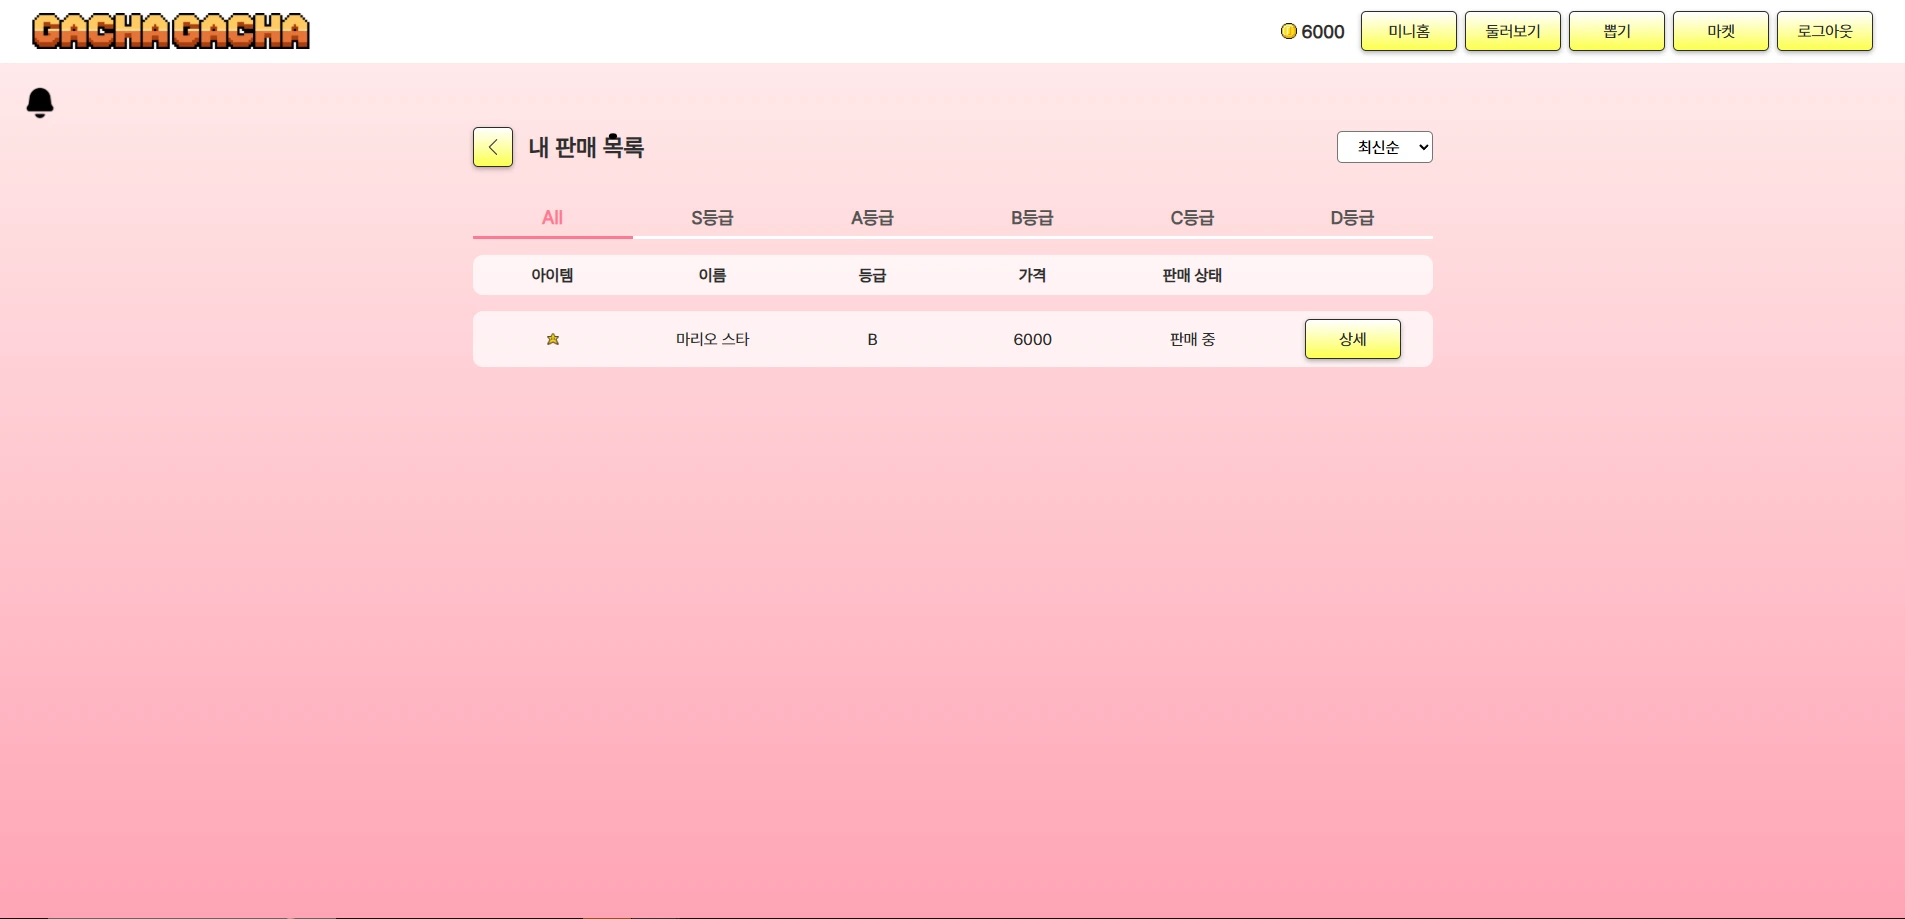 GACHA GACHA
6000 미니홈 둘러보기 뽑기 마켓 로그아웃
내 판매 목록
최신순
All S등급 A등급 B등급 C등급 D등급
아이템 이름 등급 가격 판매 상태
마리오 스타 B 6000 판매 중 상세